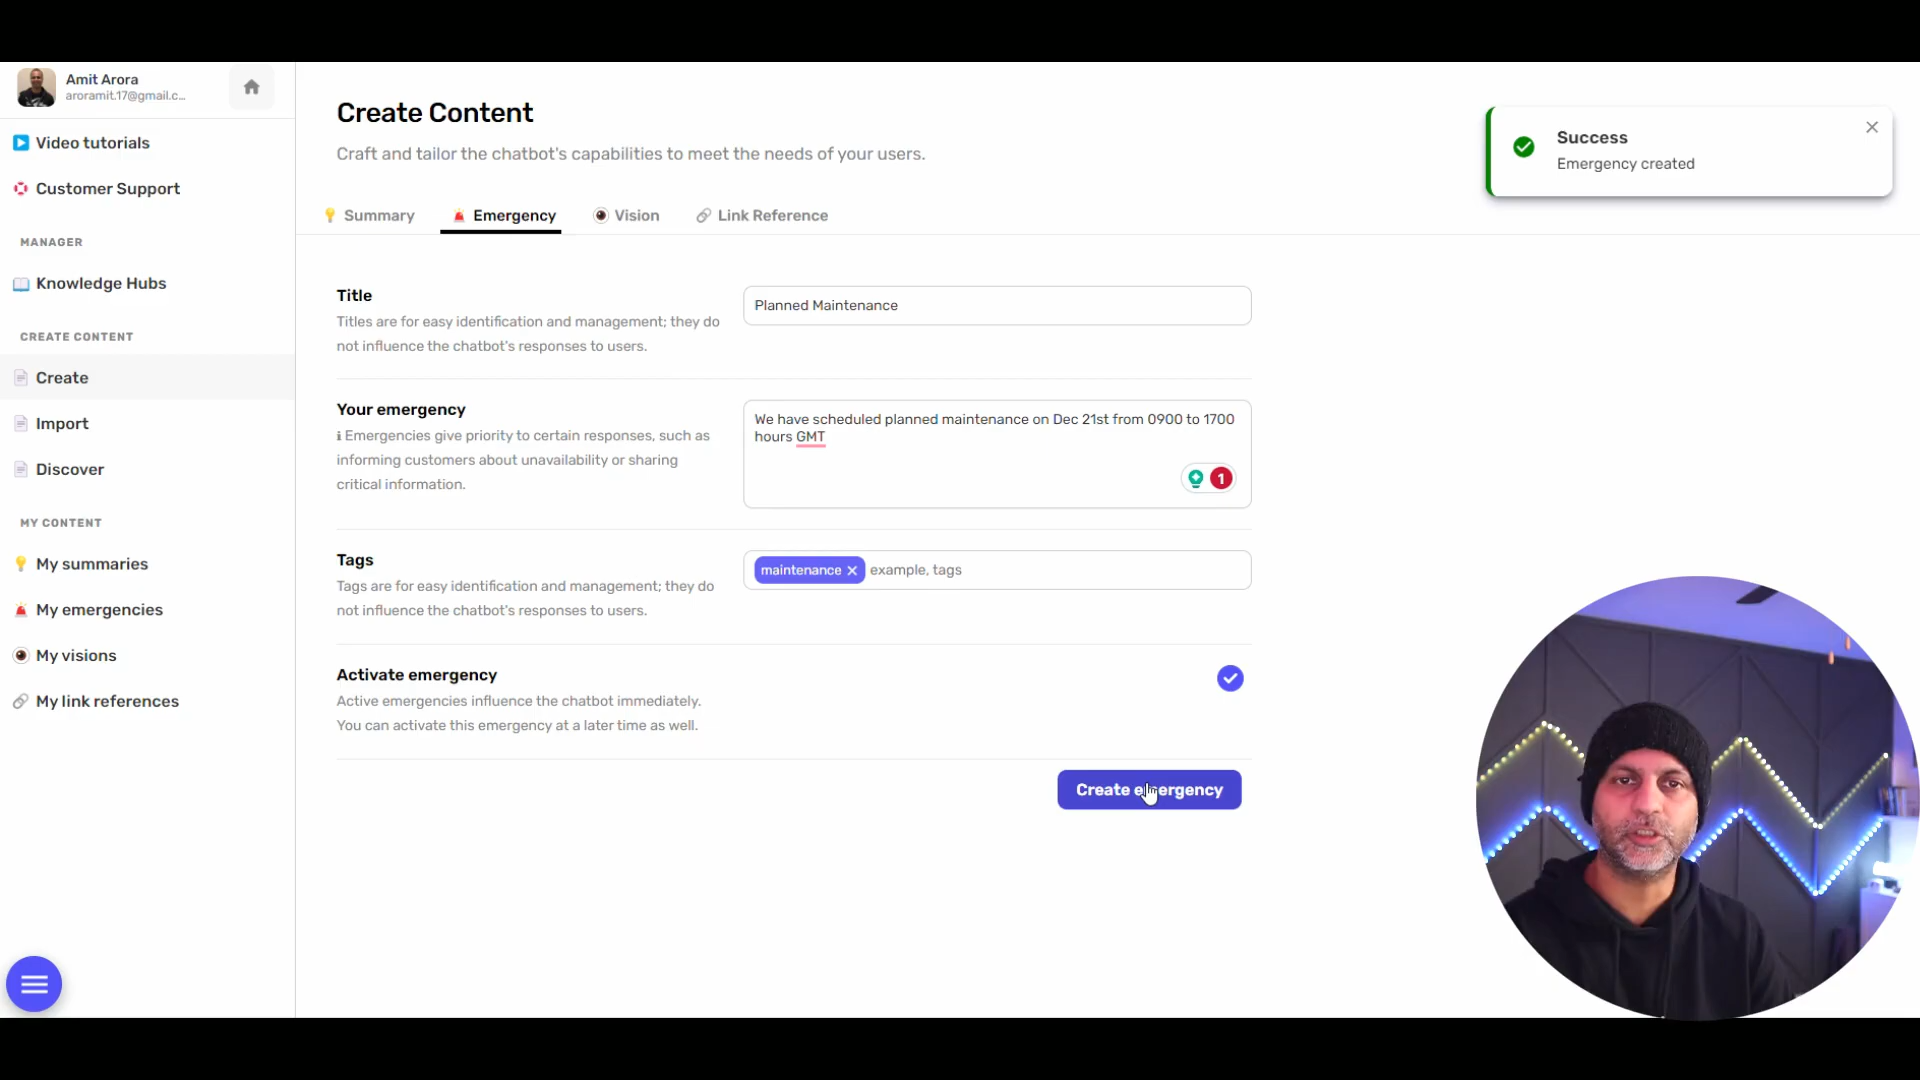 Amit Arora
aroramit.17@gmail.c...
Video tutorials
Customer Support
MANAGER
Knowledge Hubs
CREATE CONTENT
Create
Import
Discover
MY CONTENT
My summaries
My emergencies
My visions
My link references
Create Content
Craft and tailor the chatbot's capabilities to meet the needs of your users.
Summary
Emergency
Vision
Link Reference
Success
Emergency created
Title
Titles are for easy identification and management; they do
not influence the chatbot's responses to users.
Planned Maintenance
Your emergency
i Emergencies give priority to certain responses, such as
informing customers about unavailability or sharing
critical information.
We have scheduled planned maintenance on Dec 21st from 0900 to 1700
hours GMT
1
Tags
Tags are for easy identification and management; they do
not influence the chatbot's responses to users.
maintenance
example, tags
Activate emergency
Active emergencies influence the chatbot immediately.
You can activate this emergency at a later time as well.
Create emergency